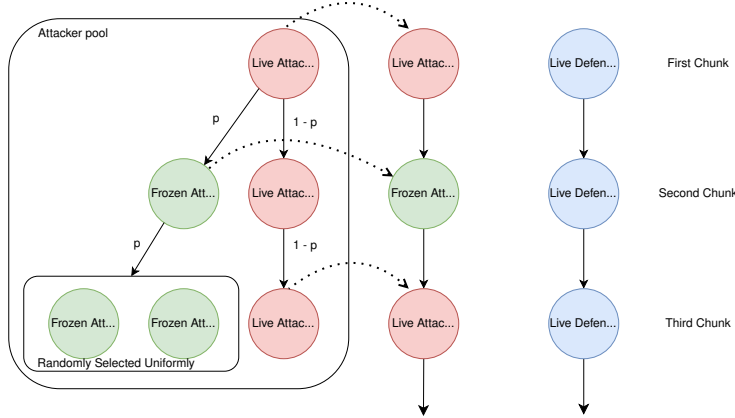 Attacker pool
Live Attac...
Live Attac...
Live Defen...
First Chunk
p
1 - p
Frozen Att...
Live Attac...
Frozen Att...
Live Defen...
Second Chunk
p
1 - p
Frozen Att...
Frozen Att...
Live Attac...
Live Attac...
Live Defen...
Third Chunk
Randomly Selected Uniformly